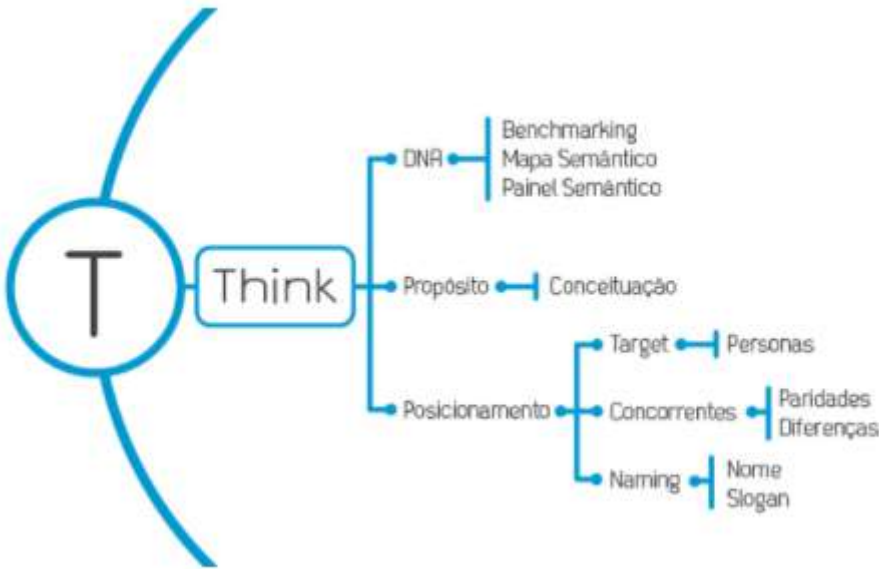 T
Think
DNA
Benchmarking
Mapa Semântico
Painel Semântico
Propósito
Conceituação
Posicionamento
Target
Personas
Concorrentes
Paridades
Diferenças
Naming
Nome
Slogan